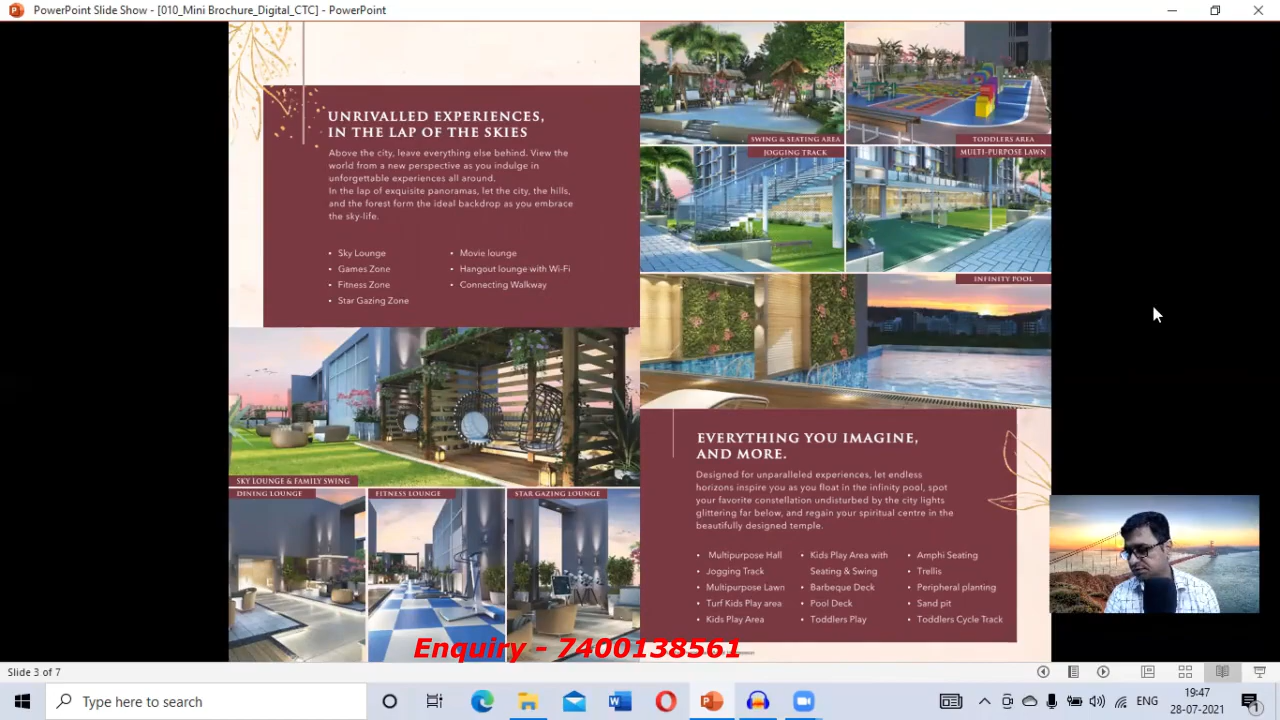 PowerPoint Slide Show - [010_Mini Brochure_Digital_CTC]
UNRIVALLED EXPERIENCES,
IN THE LAP OF THE SKIES
Above the city, leave everything else behind. View the
world from a new perspective as you indulge in
unforgettable experiences all around.
In the lap of exquisite panoramas, let the city, the hills,
and the forest form the ideal backdrop as you embrace
the sky-life.
• Sky Lounge
• Games Zone
• Fitness Zone
• Star Gazing Zone
• Movie lounge
• Hangout lounge with Wi-Fi
• Connecting Walkway
SKY LOUNGE & FAMILY SWING
DINING LOUNGE
FITNESS LOUNGE
STAR GAZING LOUNGE
SWING & SEATING AREA
TODDLERS AREA
JOGGING TRACK
MULTI-PURPOSE LAWN
INFINITY POOL
EVERYTHING YOU IMAGINE,
AND MORE.
Designed for unparalleled experiences, let endless
horizons inspire you as you float in the infinity pool, spot
your favorite constellation undisturbed by the city lights
glittering far below, and regain your spiritual centre in the
beautifully designed temple.
• Multipurpose Hall
• Jogging Track
• Multipurpose Lawn
• Turf Kids Play area
• Kids Play Area
• Kids Play Area with
Seating & Swing
• Barbeque Deck
• Pool Deck
• Toddlers Play
• Amphi Seating
• Trellis
• Peripheral planting
• Sand pit
• Toddlers Cycle Track
Enquiry - 7400138561
Slide 3 of 7
Type here to search
19:47
28-07-2021